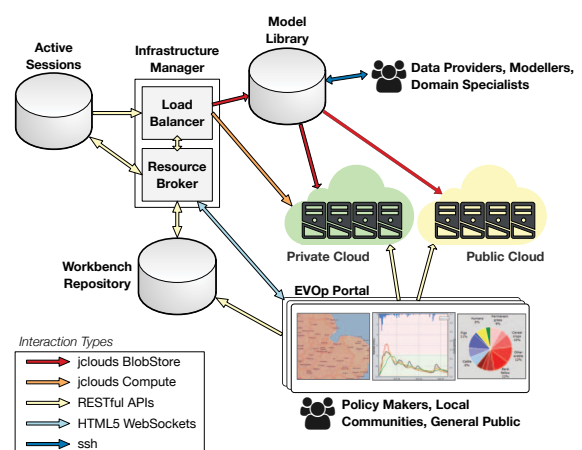 Model
Library
Active
Sessions
Infrastructure
Manager
Data Providers, Modellers,
Domain Specialists
Load
Balancer
Resource
Broker
Private Cloud
Public Cloud
Workbench
Repository
EVOp Portal
Interaction Types
jclouds BlobStore
jclouds Compute
RESTful APIs
HTML5 WebSockets
ssh
Policy Makers, Local
Communities, General Public